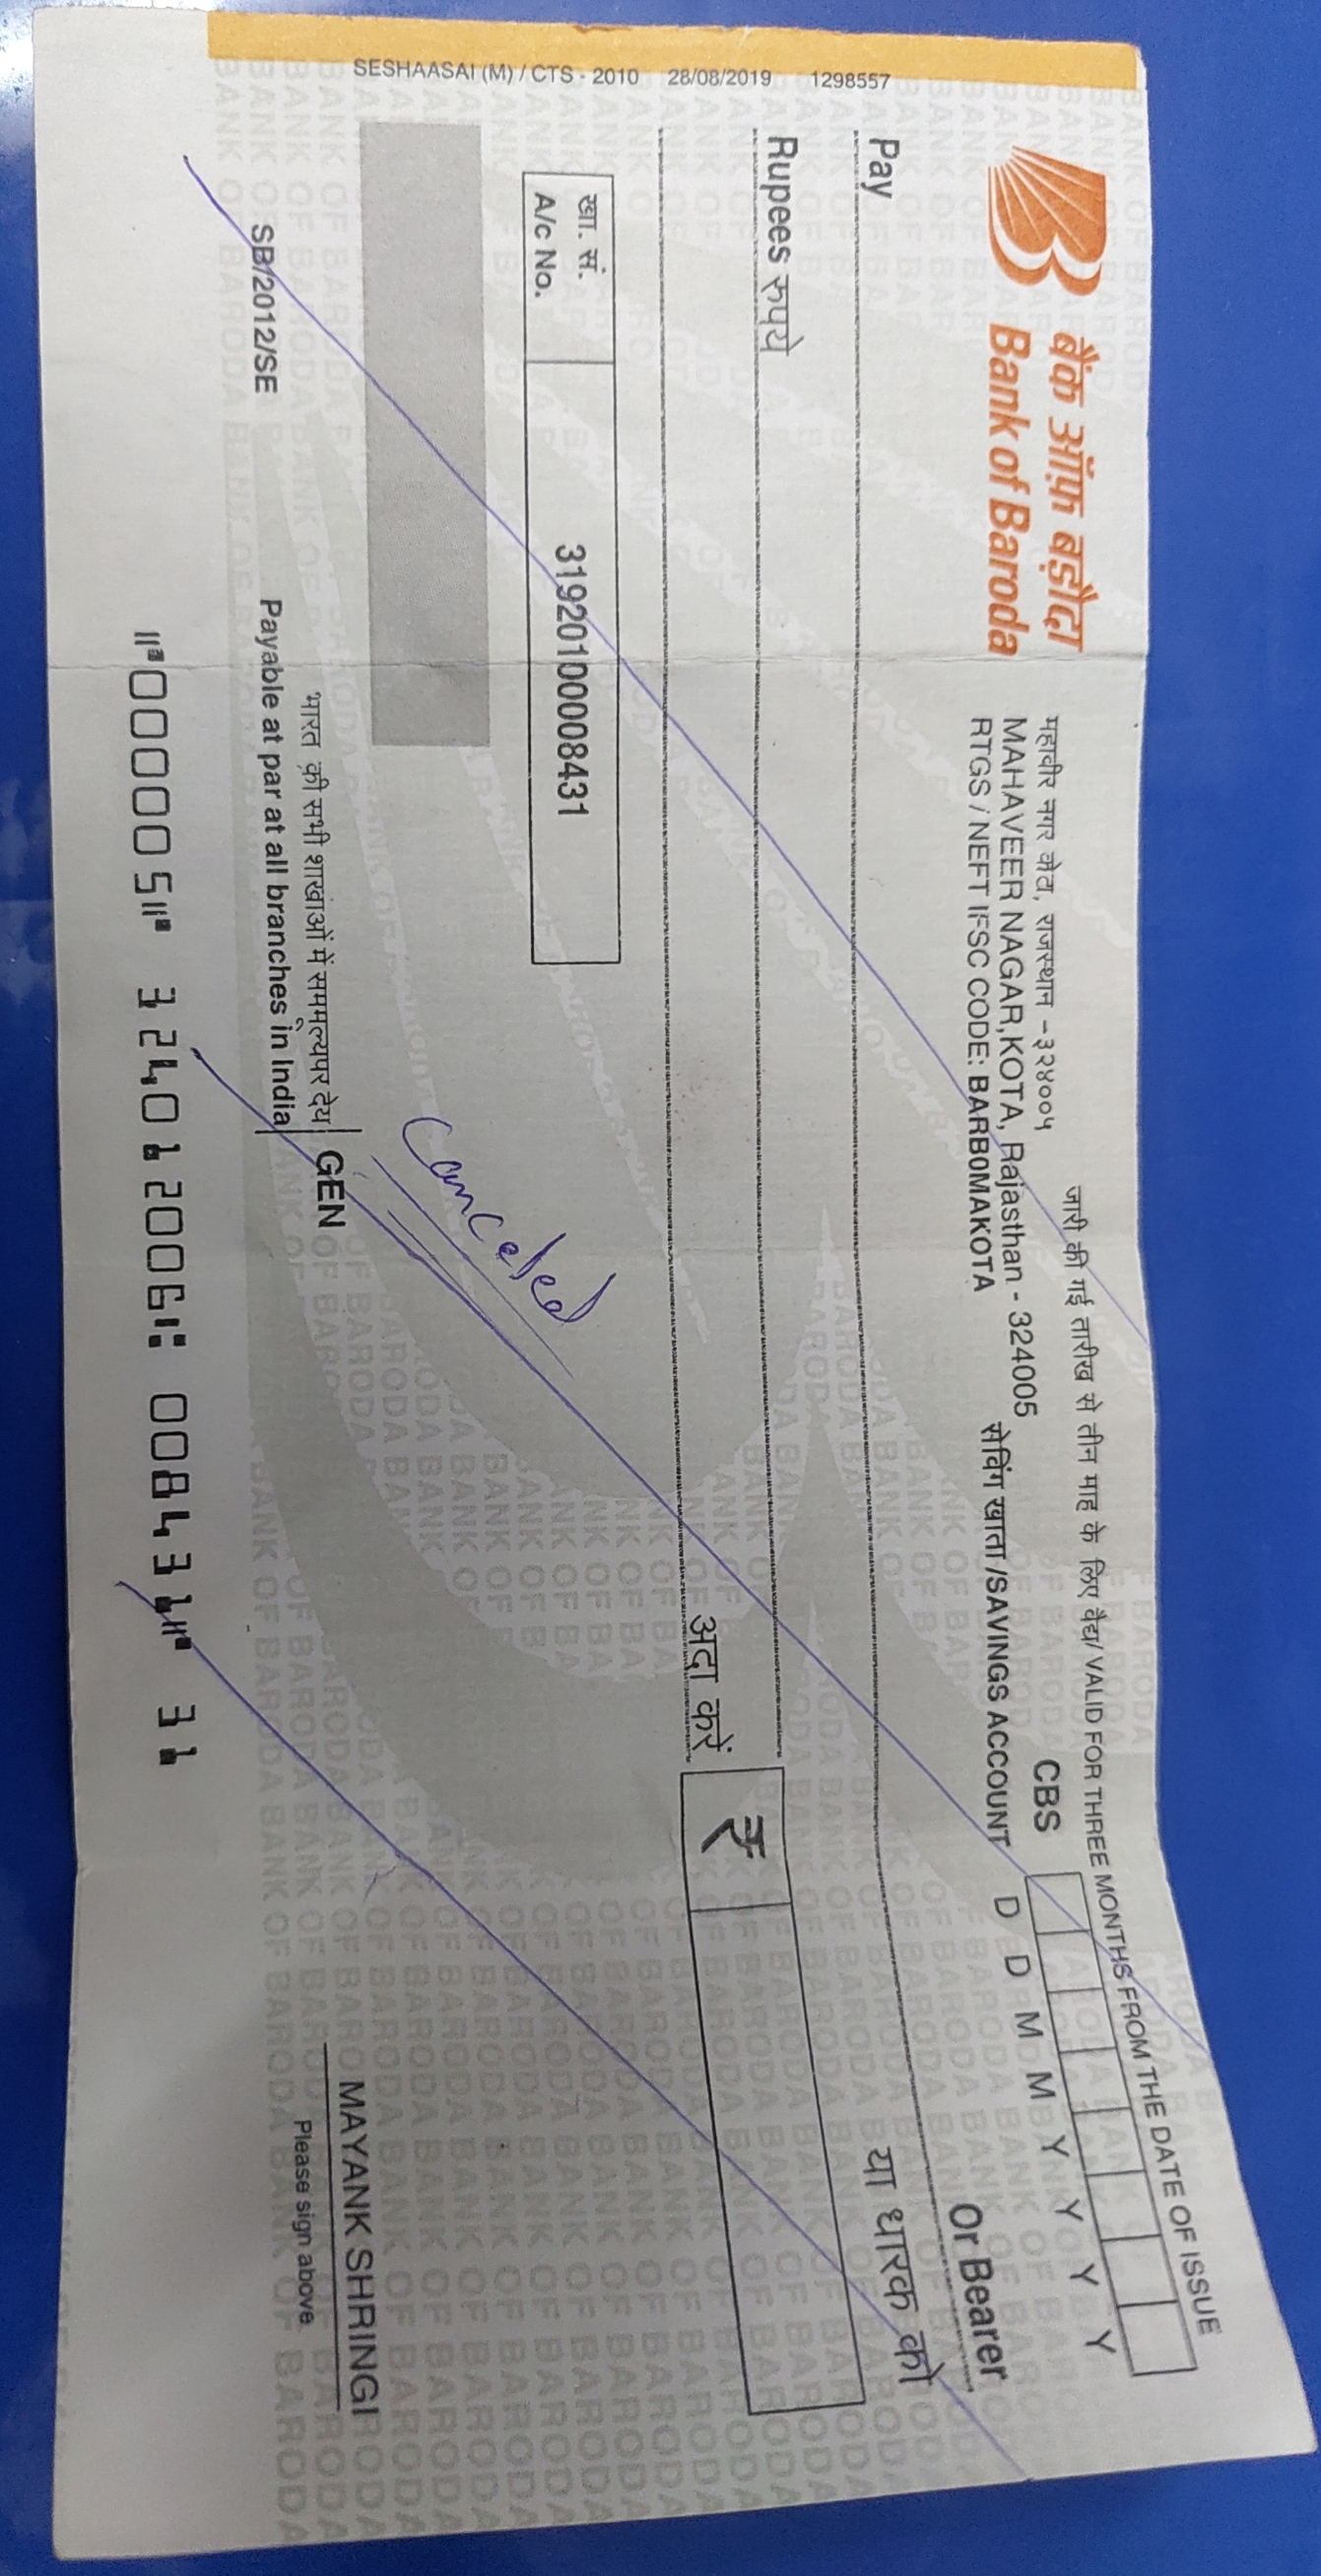 SESHAASAI (M) / CTS - 2010 28/08/2019 1298557
जारी की गई तारीख से तीन माह के लिए वैद्य/ VALID FOR THREE MONTHS FROM THE DATE OF ISSUE
बैंक ऑफ़ बड़ौदा
Bank of Baroda
महावीर नगर कोटा, राजस्थान -३२४००५
MAHAVEER NAGAR,KOTA, Rajasthan - 324005
RTGS / NEFT IFSC CODE: BARB0MAKOTA
CBS
सेविंग खाता /SAVINGS ACCOUNT
D D M M Y Y Y Y
Pay
Or Bearer
या धारक को
Rupees रुपये
अदा करें
₹
खा. सं.
A/c No.
31920100008431
Canceled
MAYANK SHRINGI
Please sign above
भारत की सभी शाखाओं में सममूल्यपर देय
GEN
SB/2012/SE
Payable at par at all branches in India
⑈000005⑈ 324012006⑆ 008431⑈ 31